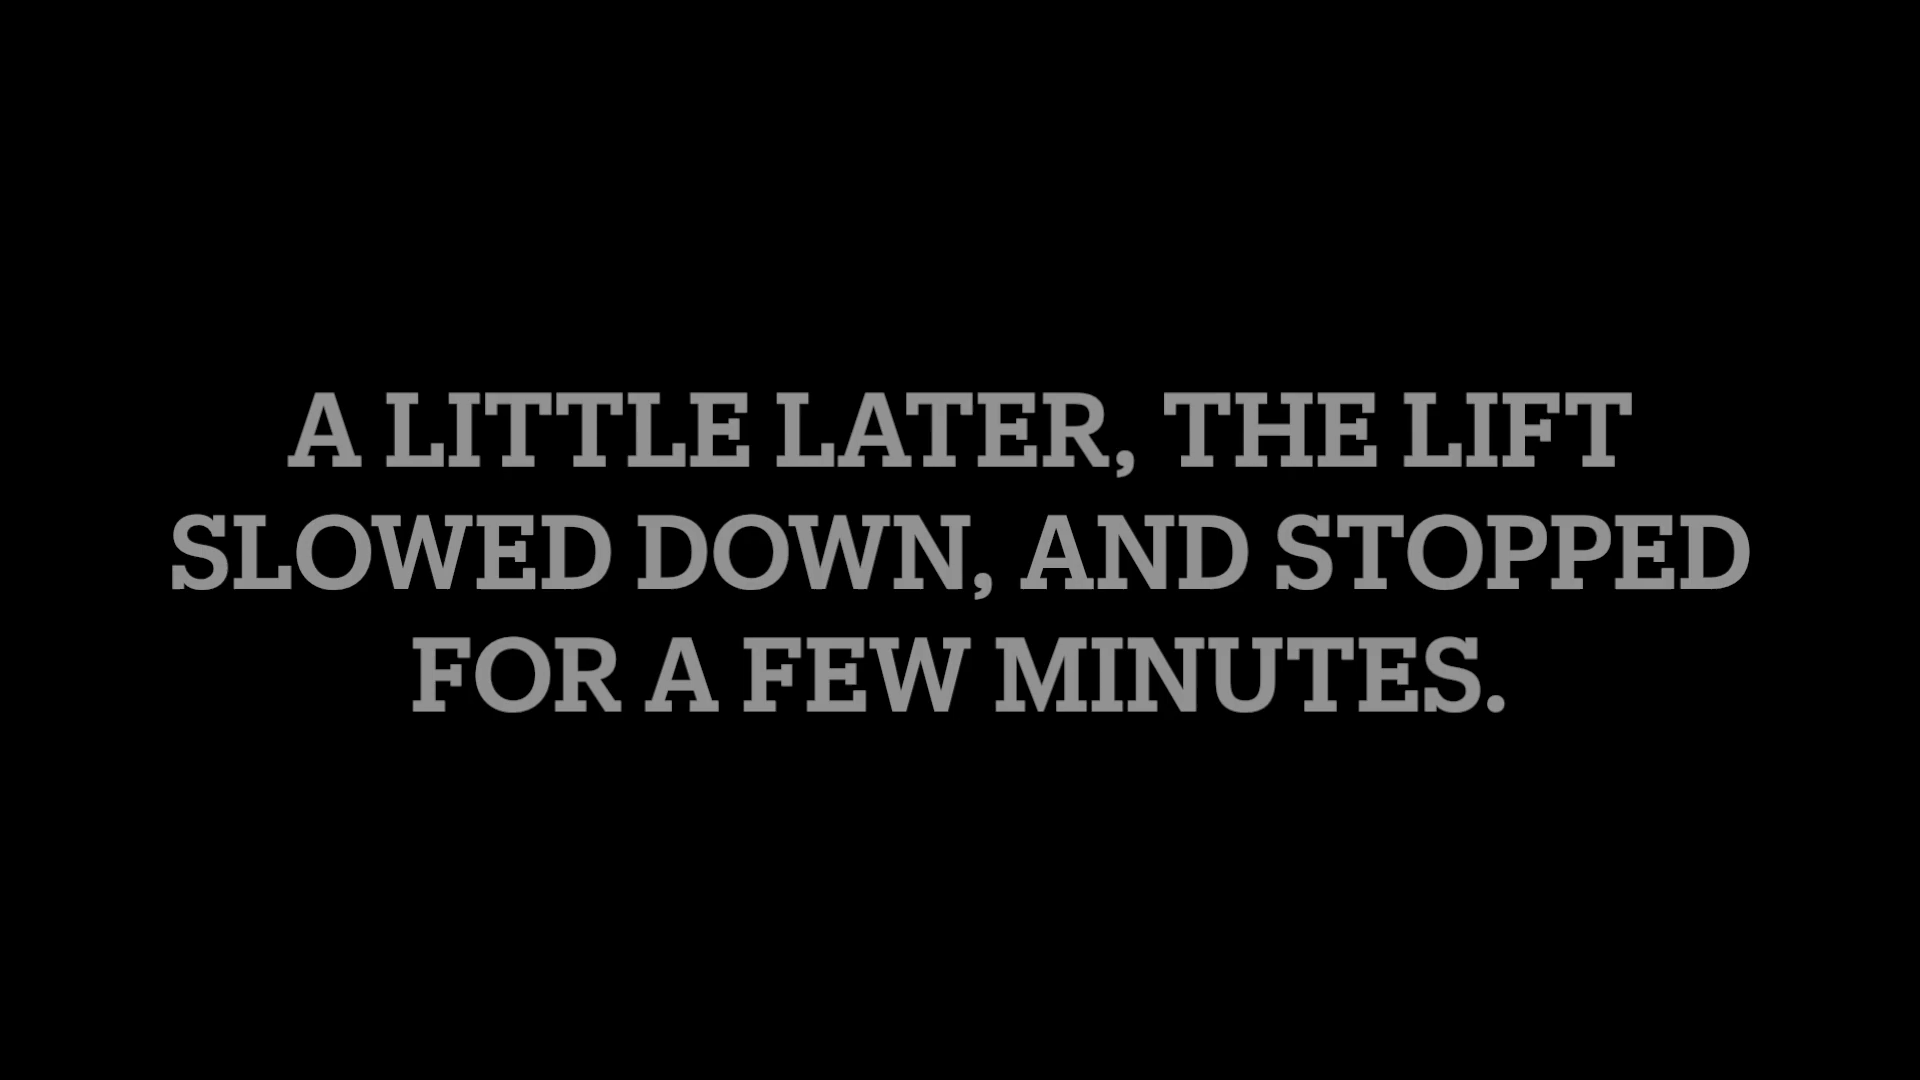 A LITTLE LATER, THE LIFT
SLOWED DOWN, AND STOPPED
FOR A FEW MINUTES.